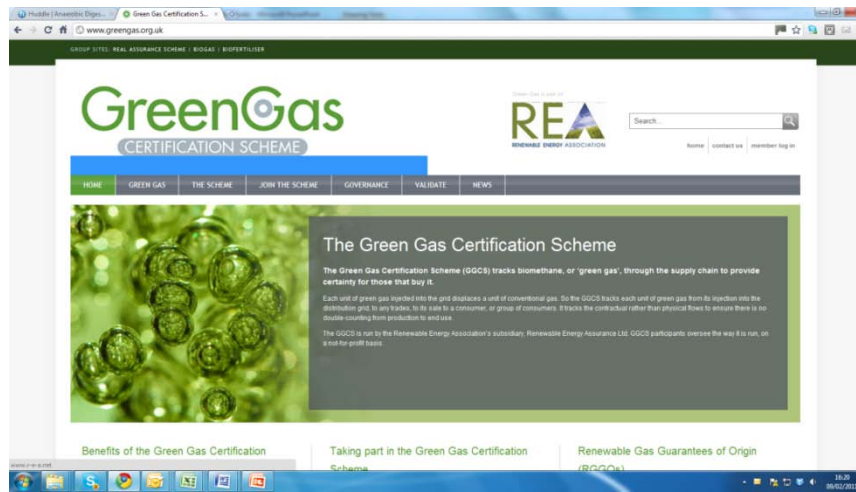 Huddle | Anaerobic Diges...
Green Gas Certification S...
www.greengas.org.uk
GROUP SITES: REAL ASSURANCE SCHEME | BIOGAS | BIOFERTILISER
GreenGas
CERTIFICATION SCHEME
Green Gas is part of
REA
RENEWABLE ENERGY ASSOCIATION
Search...
home | contact us | member log in
HOME GREEN GAS THE SCHEME JOIN THE SCHEME GOVERNANCE VALIDATE NEWS
The Green Gas Certification Scheme
The Green Gas Certification Scheme (GGCS) tracks biomethane, or 'green gas', through the supply chain to provide
certainty for those that buy it.
Each unit of green gas injected into the grid displaces a unit of conventional gas. So the GGCS tracks each unit of green gas from its injection into the
distribution grid, to any trades, to its sale to a consumer, or group of consumers. It tracks the contractual rather than physical flows to ensure there is no
double-counting from production to end use.
The GGCS is run by the Renewable Energy Association's subsidiary, Renewable Energy Assurance Ltd. GGCS participants oversee the way it is run, on
a not-for-profit basis.
Benefits of the Green Gas Certification
Taking part in the Green Gas Certification
Scheme
Renewable Gas Guarantees of Origin
(RGGOs)
www.r-e-a.net
16:20